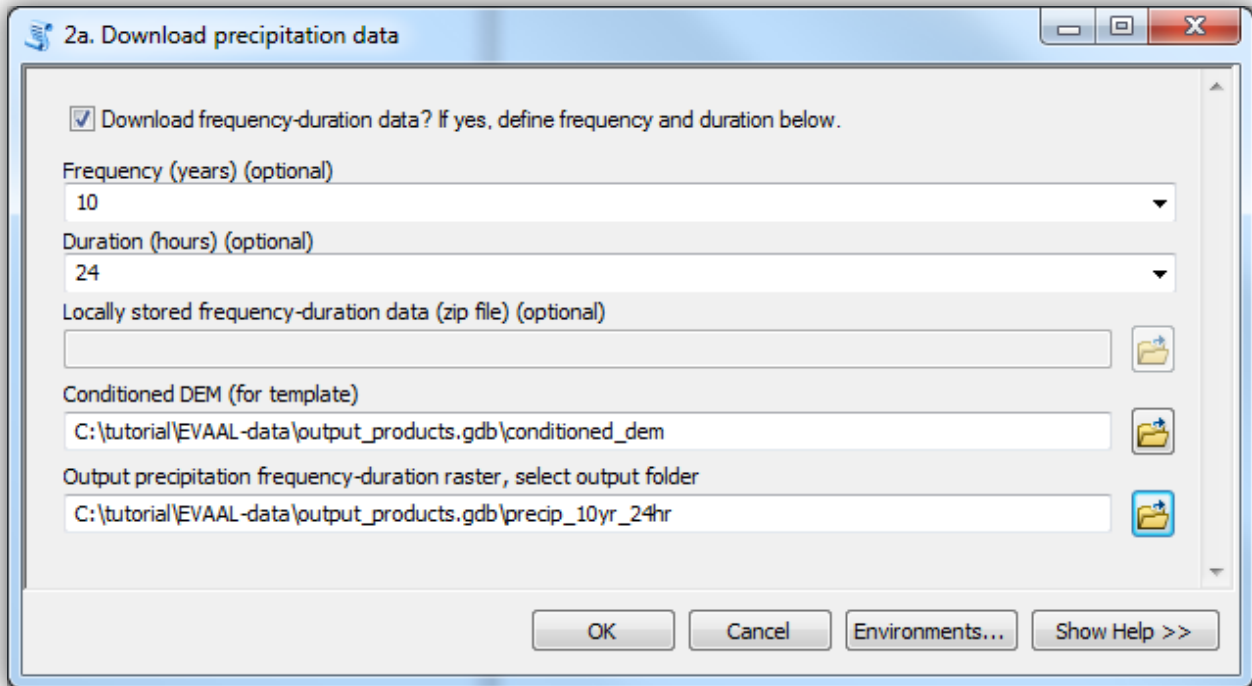 2a. Download precipitation data
Download frequency-duration data? If yes, define frequency and duration below.
Frequency (years) (optional)
10
Duration (hours) (optional)
24
Locally stored frequency-duration data (zip file) (optional)
Conditioned DEM (for template)
C:\tutorial\EVAAL-data\output_products.gdb\conditioned_dem
Output precipitation frequency-duration raster, select output folder
C:\tutorial\EVAAL-data\output_products.gdb\precip_10yr_24hr
OK Cancel Environments... Show Help >>